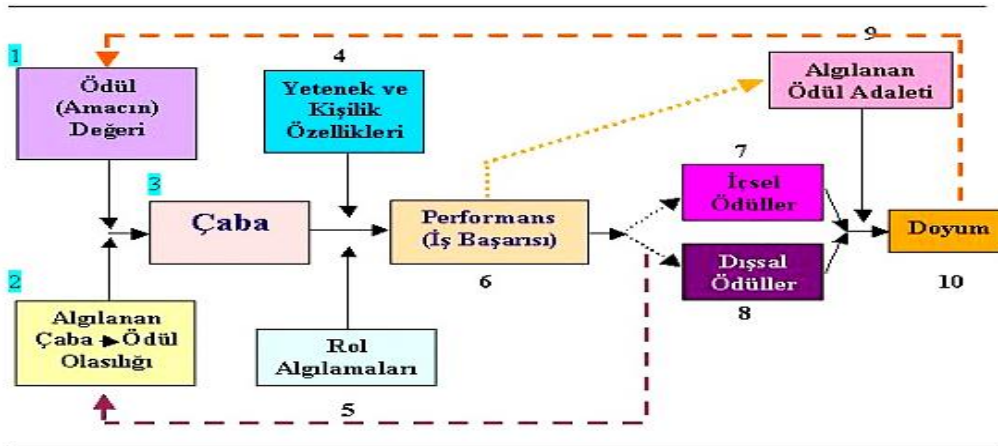 1
Ödül
(Amacın)
Değeri
4
Yetenek ve
Kişilik
Özellikleri
9
Algılanan
Ödül Adaleti
3
Çaba
Performans
(İş Başarısı)
6
7
İçsel
Ödüller
Dışsal
Ödüller
8
Doyum
10
2
Algılanan
Çaba Ödül
Olasılığı
Rol
Algılamaları
5